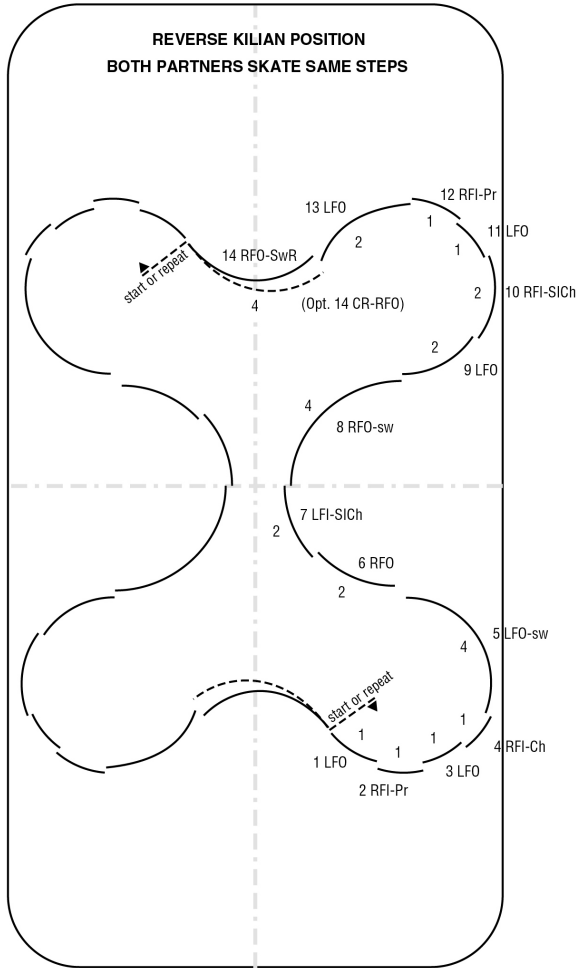 REVERSE KILIAN POSITION
BOTH PARTNERS SKATE SAME STEPS
12 RFI-Pr
13 LFO
1
11 LFO
2
1
14 RFO-SwR
start or repeat
2
10 RFI-SlCh
4
(Opt. 14 CR-RFO)
2
9 LFO
4
8 RFO-sw
7 LFI-SlCh
2
6 RFO
2
5 LFO-sw
4
start or repeat
1
1
1
1
4 RFI-Ch
1 LFO
3 LFO
2 RFI-Pr